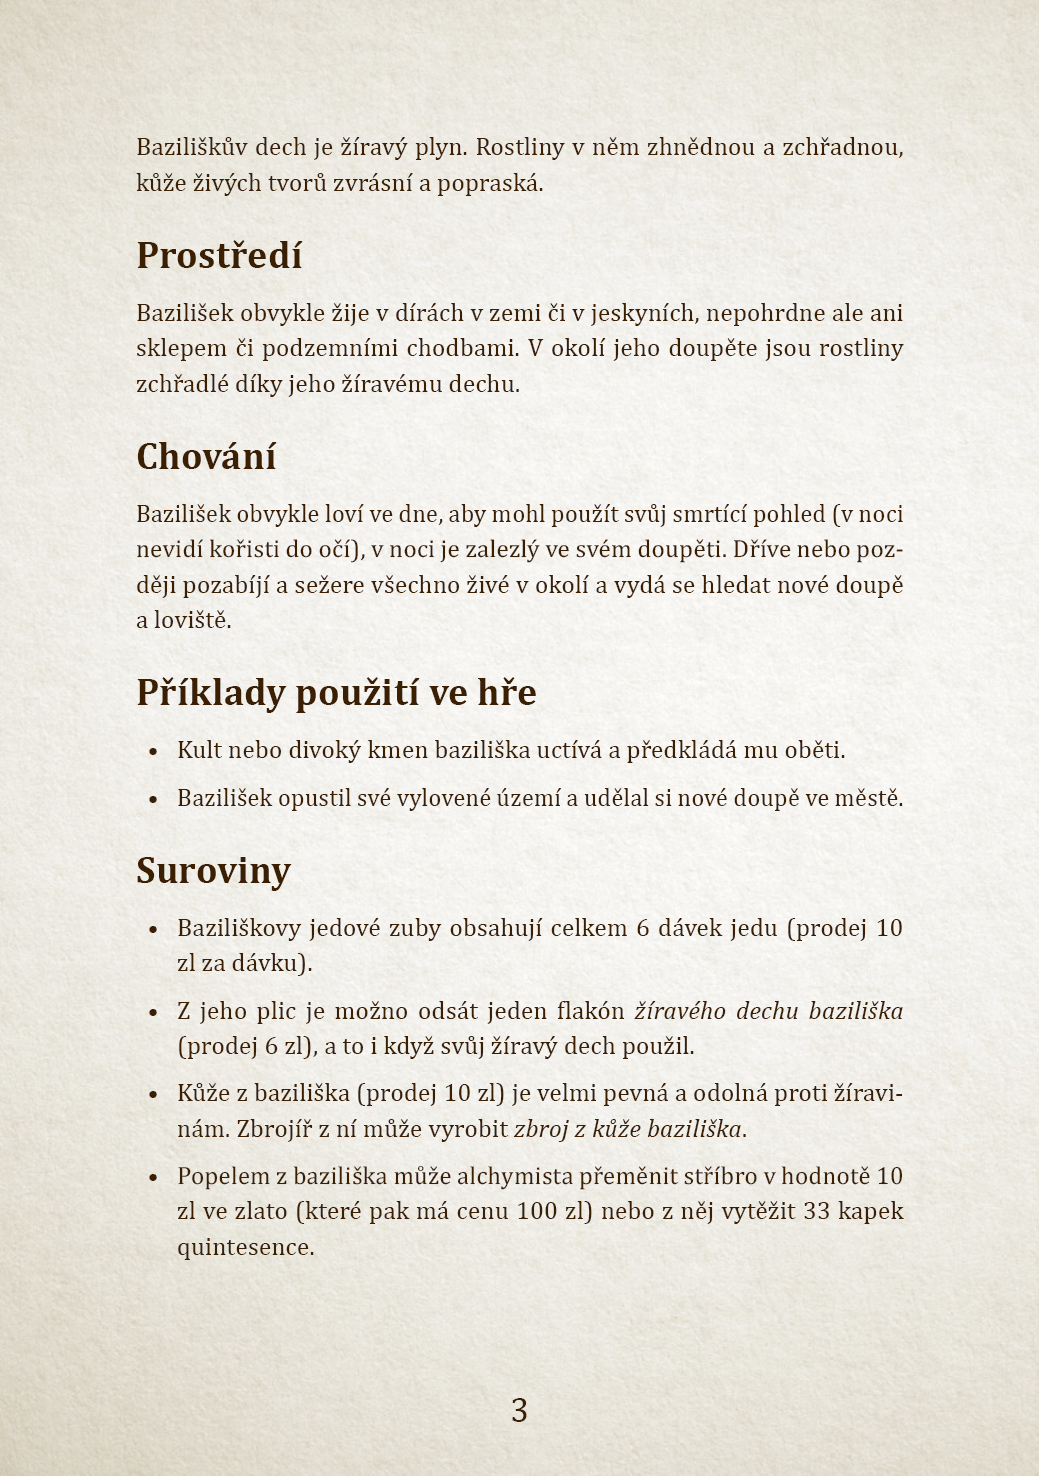 Baziliškův dech je žíravý plyn. Rostliny v něm zhnědnou a zchřadnou,
kůže živých tvorů zvrásní a popraská.
Prostředí
Bazilišek obvykle žije v dírách v zemi či v jeskyních, nepohrdne ale ani
sklepem či podzemními chodbami. V okolí jeho doupěte jsou rostliny
zchřadlé díky jeho žíravému dechu.
Chování
Bazilišek obvykle loví ve dne, aby mohl použít svůj smrtící pohled (v noci
nevidí kořisti do očí), v noci je zalezlý ve svém doupěti. Dříve nebo poz-
ději pozabíjí a sežere všechno živé v okolí a vydá se hledat nové doupě
a loviště.
Příklady použití ve hře
• Kult nebo divoký kmen baziliška uctívá a předkládá mu oběti.
• Bazilišek opustil své vylovené území a udělal si nové doupě ve městě.
Suroviny
• Baziliškovy jedové zuby obsahují celkem 6 dávek jedu (prodej 10
zl za dávku).
• Z jeho plic je možno odsát jeden flakón žíravého dechu baziliška
(prodej 6 zl), a to i když svůj žíravý dech použil.
• Kůže z baziliška (prodej 10 zl) je velmi pevná a odolná proti žíravi-
nám. Zbrojíř z ní může vyrobit zbroj z kůže baziliška.
• Popelem z baziliška může alchymista přeměnit stříbro v hodnotě 10
zl ve zlato (které pak má cenu 100 zl) nebo z něj vytěžit 33 kapek
quintesence.
3